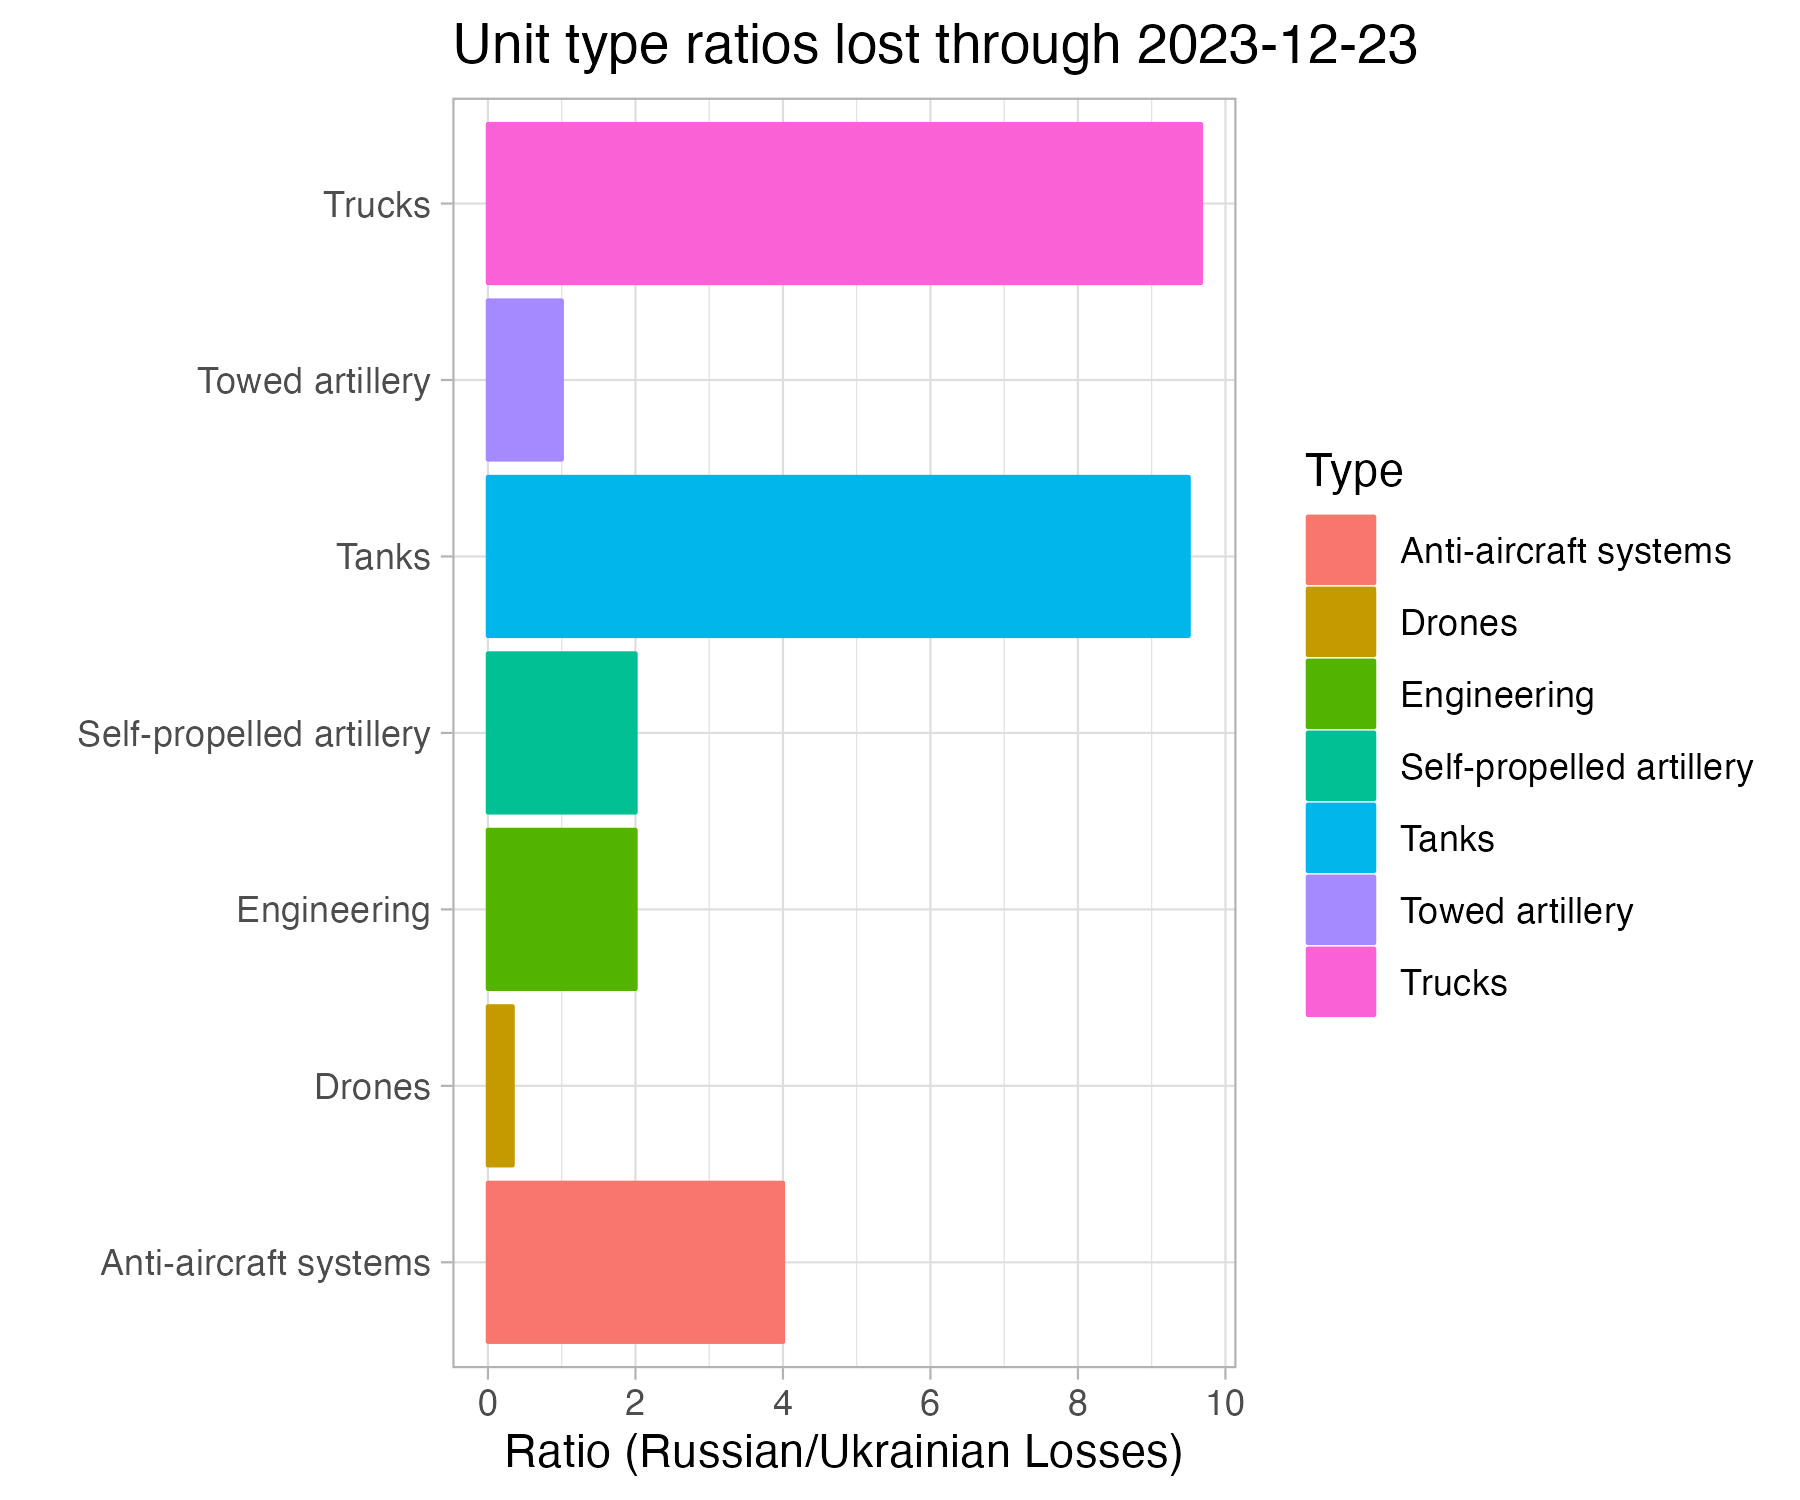 Unit type ratios lost through 2023-12-23
Trucks
Towed artillery
Tanks
Self-propelled artillery
Engineering
Drones
Anti-aircraft systems
0 2 4 6 8 10
Ratio (Russian/Ukrainian Losses)
Type
Anti-aircraft systems
Drones
Engineering
Self-propelled artillery
Tanks
Towed artillery
Trucks